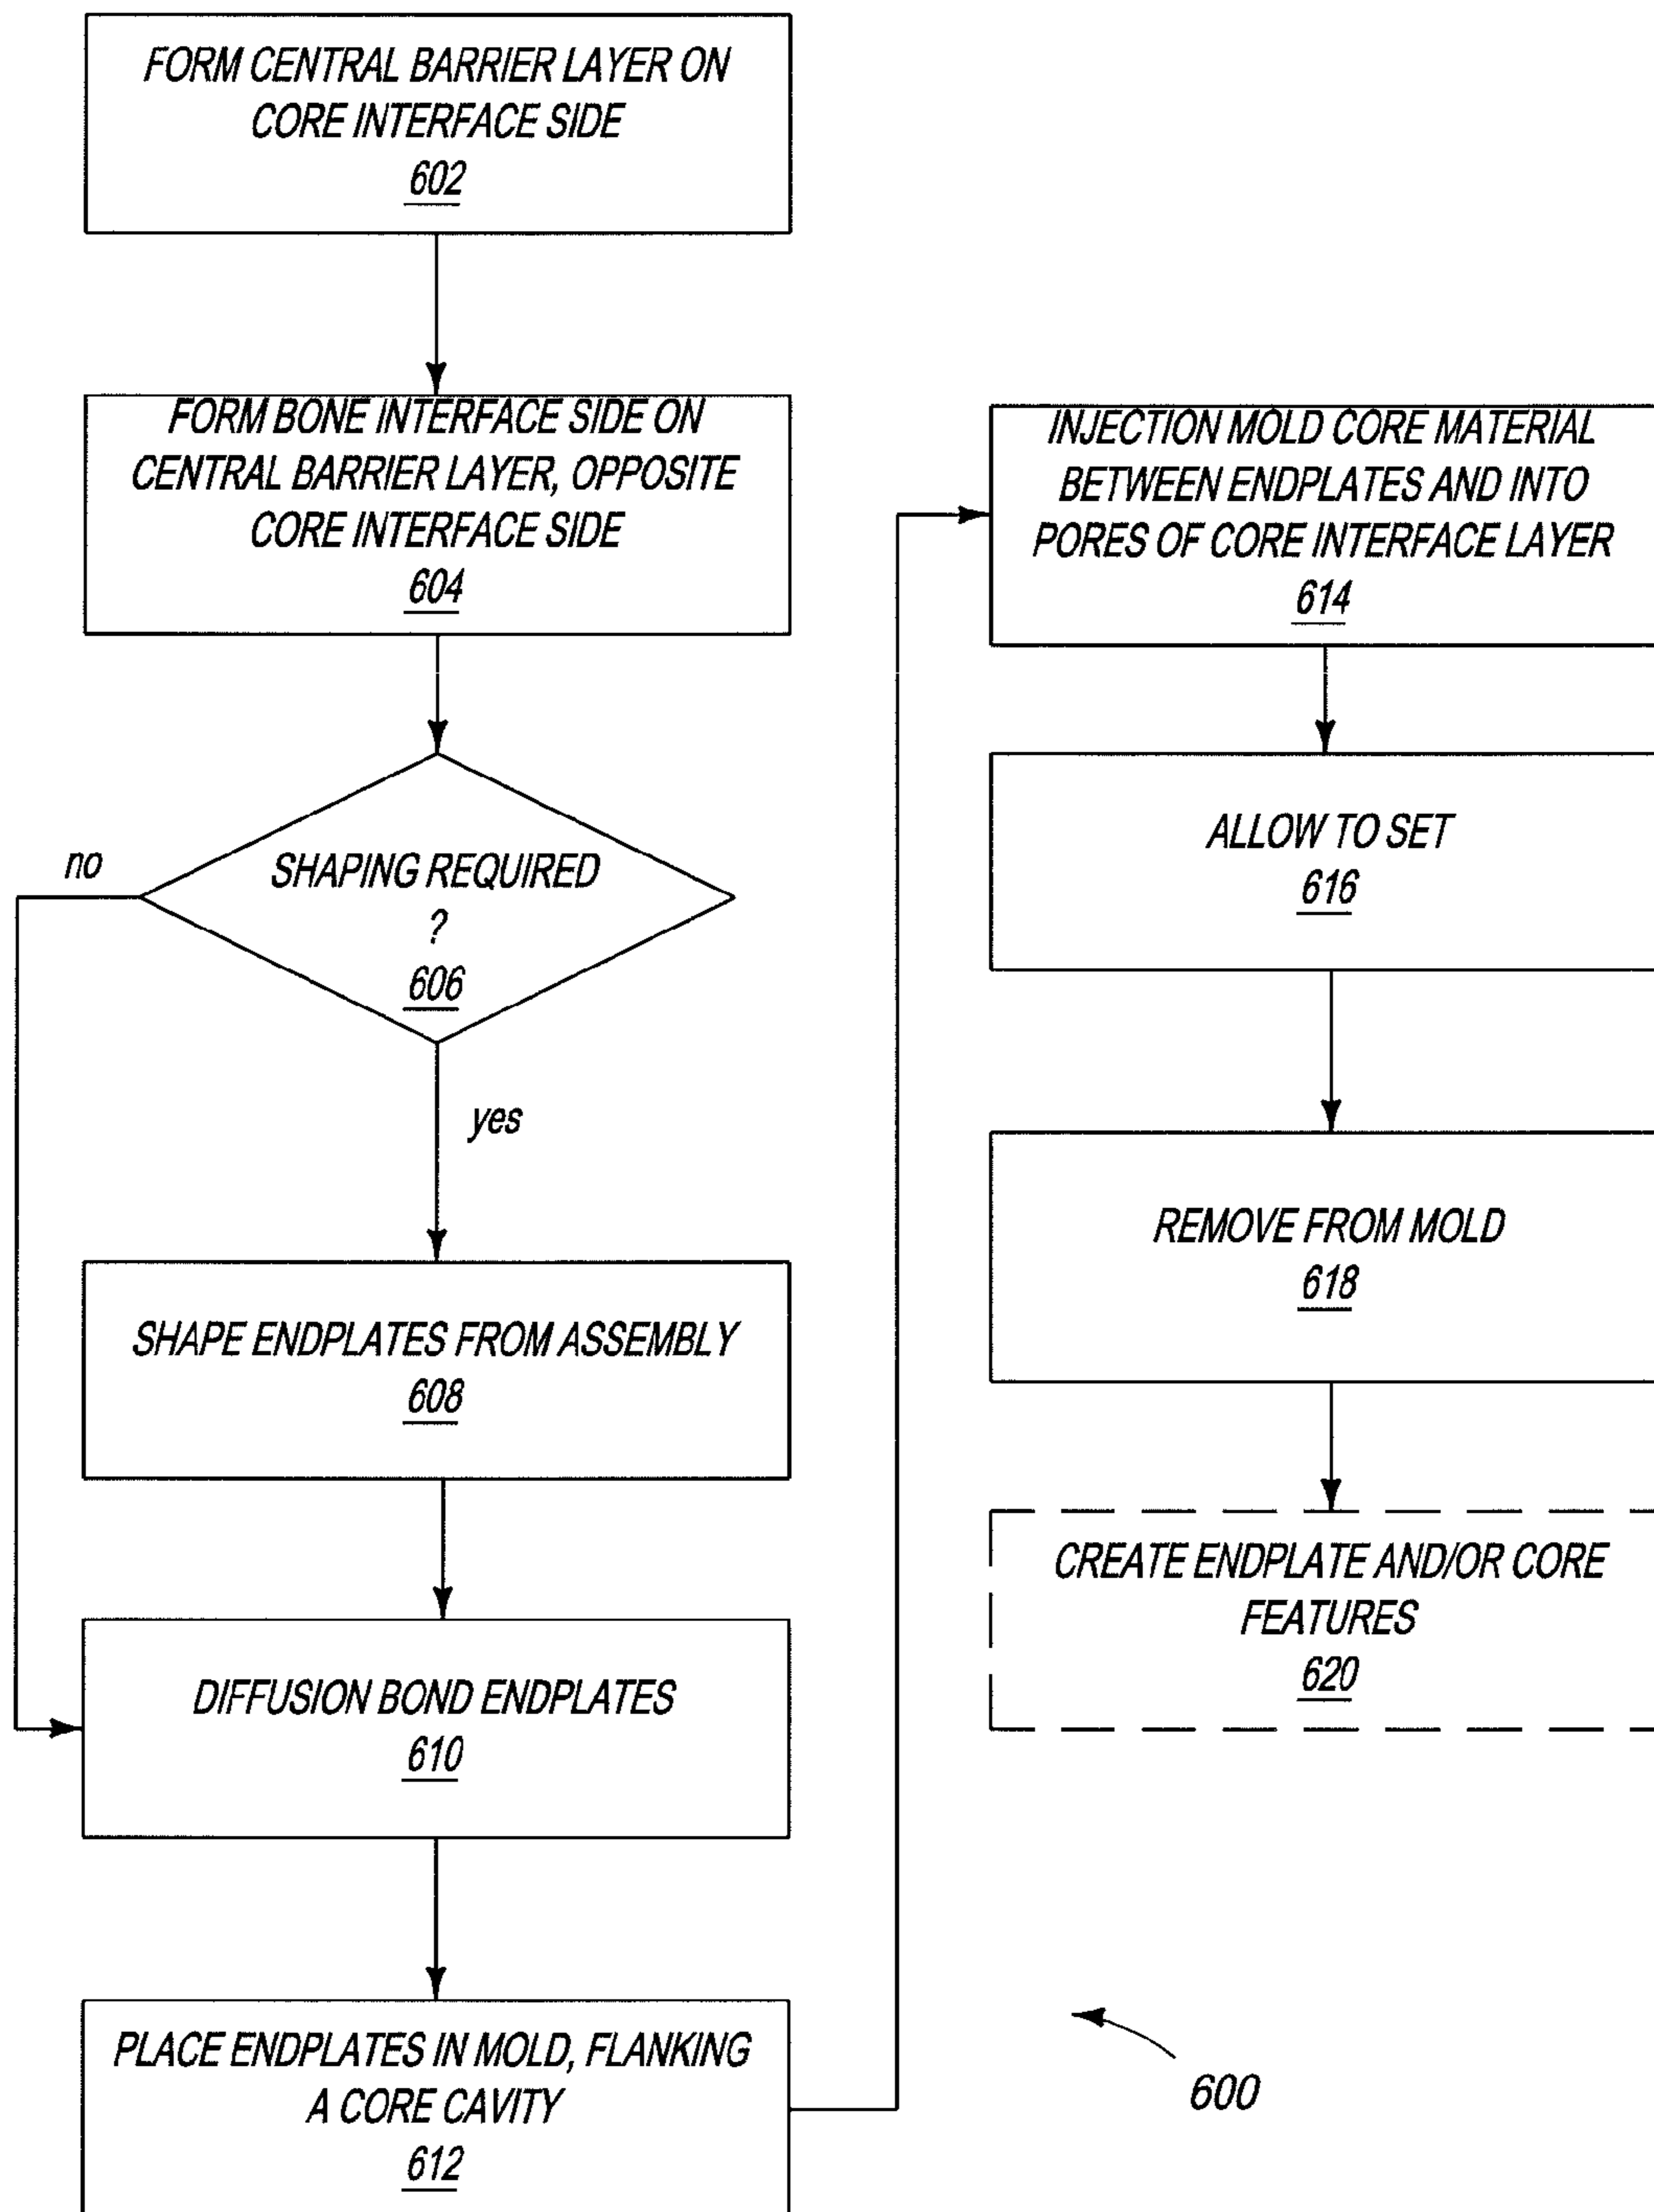 FORM CENTRAL BARRIER LAYER ON
CORE INTERFACE SIDE
602
FORM BONE INTERFACE SIDE ON
CENTRAL BARRIER LAYER, OPPOSITE
CORE INTERFACE SIDE
604
no
SHAPING REQUIRED
?
606
yes
SHAPE ENDPLATES FROM ASSEMBLY
608
DIFFUSION BOND ENDPLATES
610
PLACE ENDPLATES IN MOLD, FLANKING
A CORE CAVITY
612
INJECTION MOLD CORE MATERIAL
BETWEEN ENDPLATES AND INTO
PORES OF CORE INTERFACE LAYER
614
ALLOW TO SET
616
REMOVE FROM MOLD
618
CREATE ENDPLATE AND/OR CORE
FEATURES
620
600